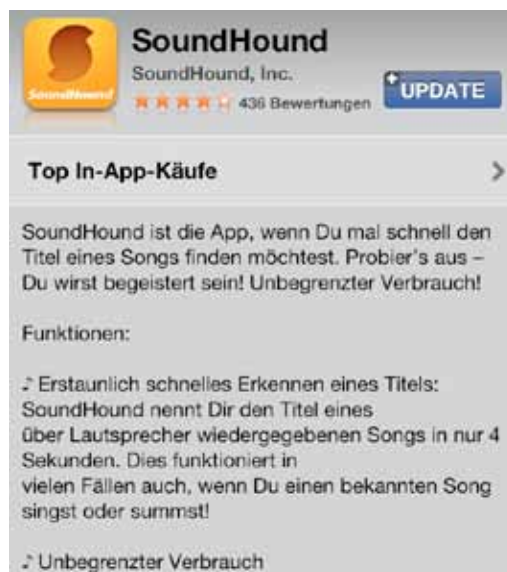 SoundHound
SoundHound, Inc.
436 Bewertungen
UPDATE
SoundHound
Top In-App-Käufe
SoundHound ist die App, wenn Du mal schnell den
Titel eines Songs finden möchtest. Probier's aus –
Du wirst begeistert sein! Unbegrenzter Verbrauch!
Funktionen:
♪ Erstaunlich schnelles Erkennen eines Titels:
SoundHound nennt Dir den Titel eines
über Lautsprecher wiedergegebenen Songs in nur 4
Sekunden. Dies funktioniert in
vielen Fällen auch, wenn Du einen bekannten Song
singst oder summst!
♪ Unbegrenzter Verbrauch